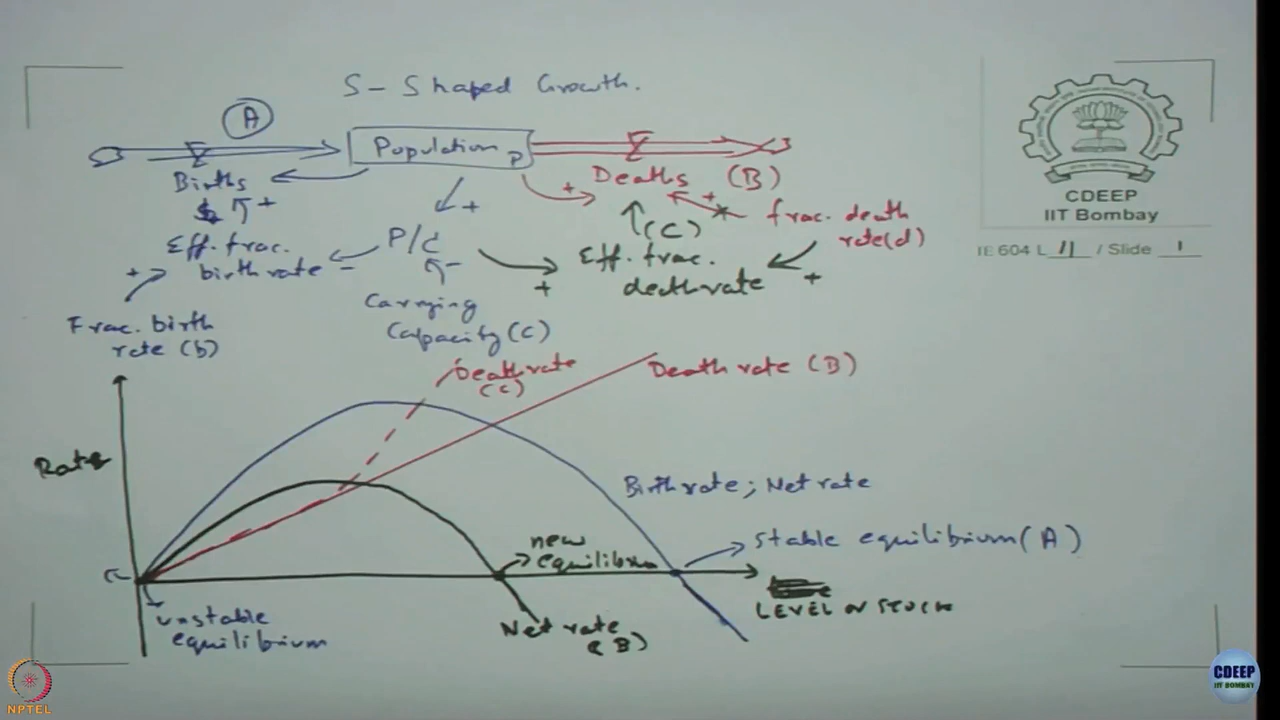 S - Shaped Growth.
A
Population P
Births
Deaths (B)
+
+
+
+
frac. death
rate (d)
(C)
Eff. frac.
birth rate
-
P/C
-
+
Eff. frac.
death rate
+
+
Carrying
Capacity (C)
Frac. birth
rate (b)
Death rate
(C)
Death rate (B)
Rate
Birth rate; Net rate
new
equilibrium
Stable equilibrium (A)
LEVEL OF STOCK
unstable
equilibrium
Net rate
(B)
CDEEP
IIT Bombay
IE 604 L 11 / Slide 1
NPTEL
CDEEP
IIT BOMBAY